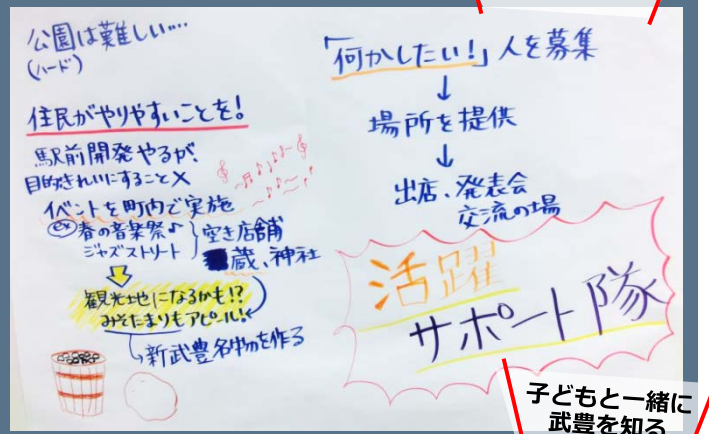 公園は難しい…
(ハード)
住民がやりやすいことを!
駅前開発やるが、
目的きれいにすること×
イベントを町内で実施
ex 春の音楽祭♪
ジャズストリート
空き店舗
蔵、神社
観光地になるかも!?
みそたまりもアピール!
新武豊名物を作る
「何かしたい!」人を募集
↓
場所を提供
↓
出店、発表会
交流の場
活躍
サポート隊
子どもと一緒に
武豊を知る